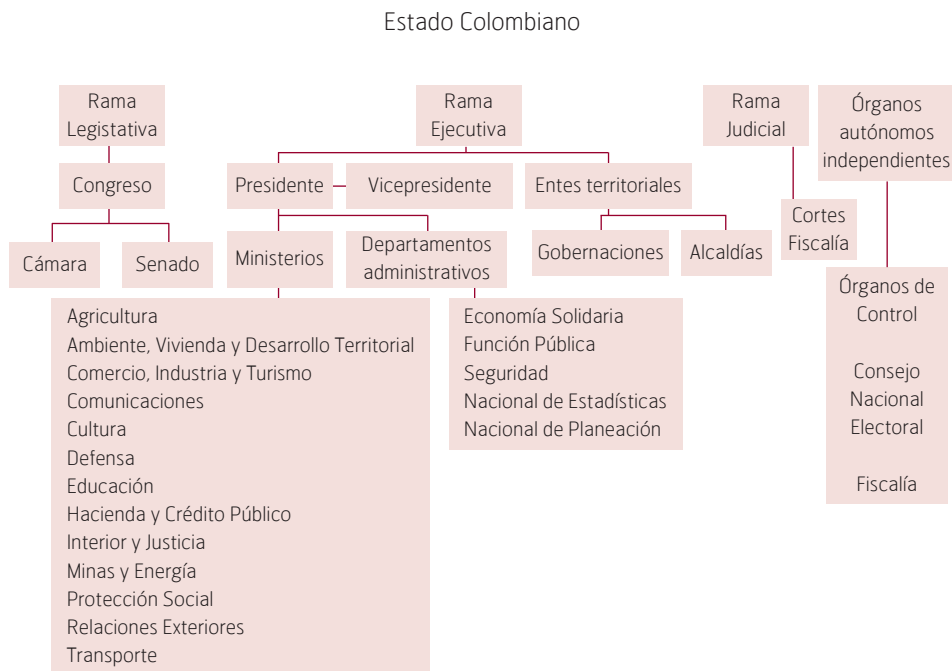 Estado Colombiano
Rama
Legistativa
Rama
Ejecutiva
Rama
Judicial
Órganos
autónomos
independientes
Congreso
Presidente
Vicepresidente
Entes territoriales
Cortes
Fiscalía
Cámara
Senado
Ministerios
Departamentos
administrativos
Gobernaciones
Alcaldías
Agricultura
Ambiente, Vivienda y Desarrollo Territorial
Comercio, Industria y Turismo
Comunicaciones
Cultura
Defensa
Educación
Hacienda y Crédito Público
Interior y Justicia
Minas y Energía
Protección Social
Relaciones Exteriores
Transporte
Economía Solidaria
Función Pública
Seguridad
Nacional de Estadísticas
Nacional de Planeación
Órganos de
Control
Consejo
Nacional
Electoral
Fiscalía